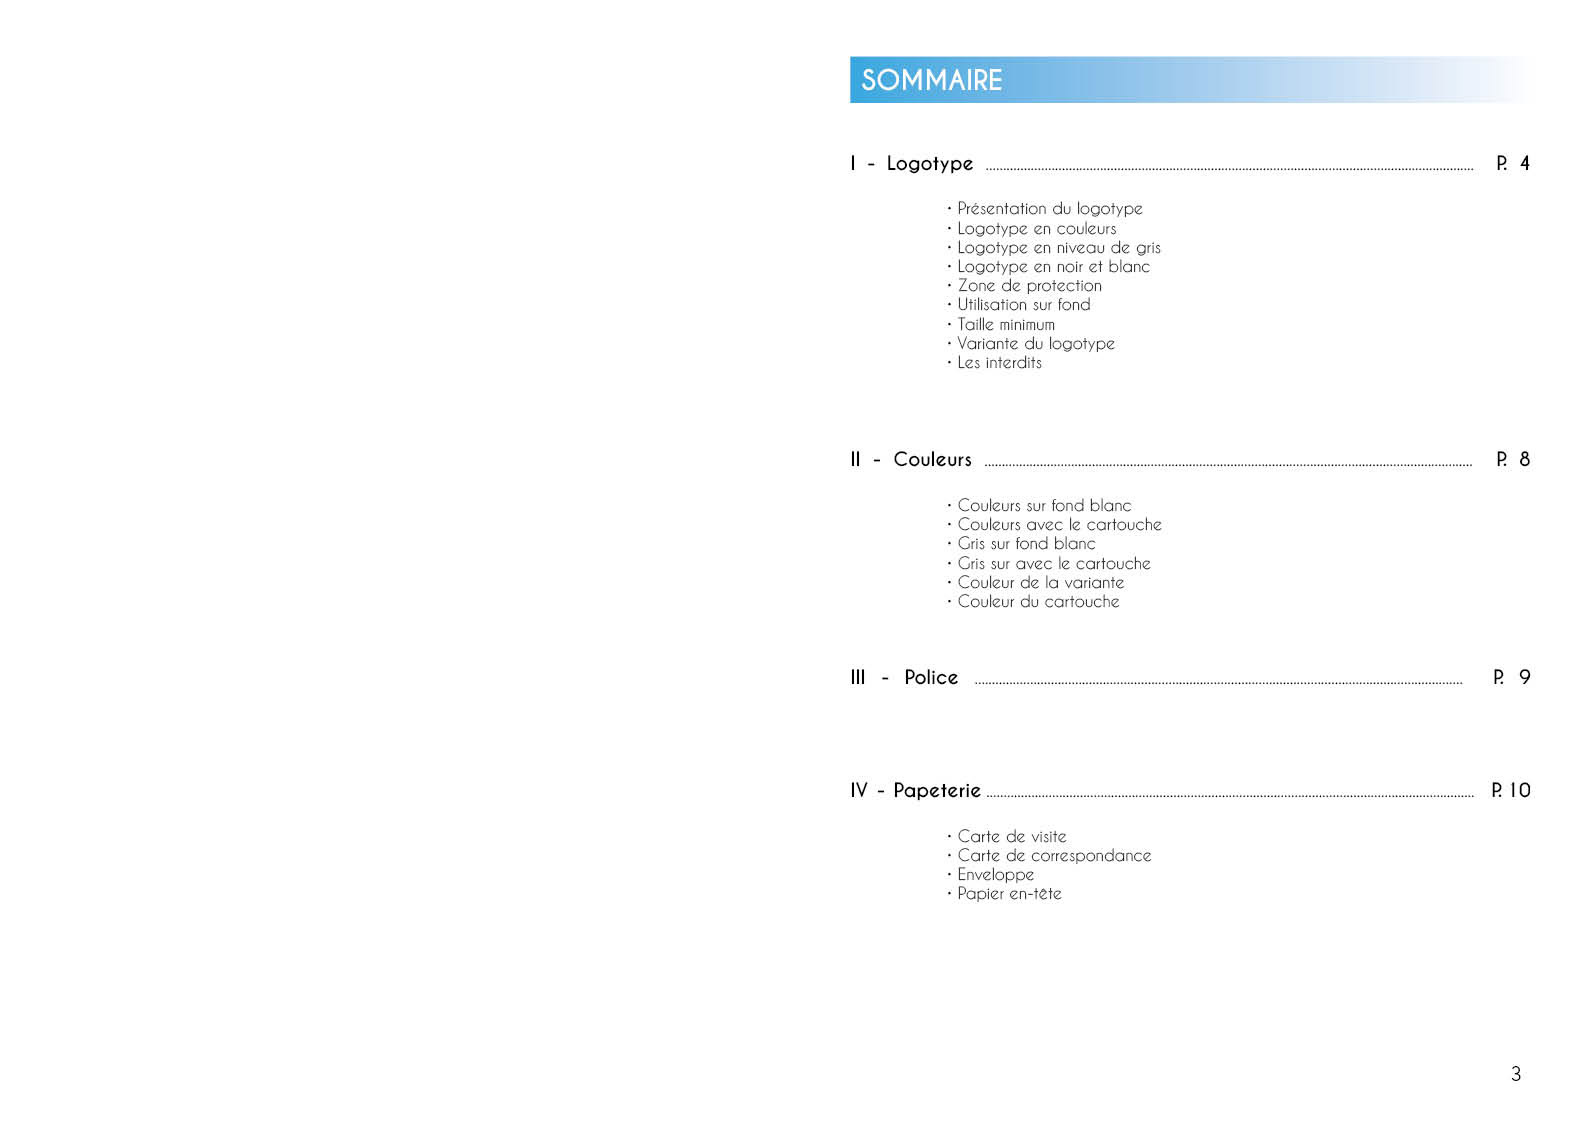 SOMMAIRE
I - Logotype ........................ P. 4
• Présentation du logotype
• Logotype en couleurs
• Logotype en niveau de gris
• Logotype en noir et blanc
• Zone de protection
• Utilisation sur fond
• Taille minimum
• Variante du logotype
• Les interdits
II - Couleurs ........................ P. 8
• Couleurs sur fond blanc
• Couleurs avec le cartouche
• Gris sur fond blanc
• Gris sur avec le cartouche
• Couleur de la variante
• Couleur du cartouche
III - Police ........................ P. 9
IV - Papeterie ........................ P. 10
• Carte de visite
• Carte de correspondance
• Enveloppe
• Papier en-tête
3